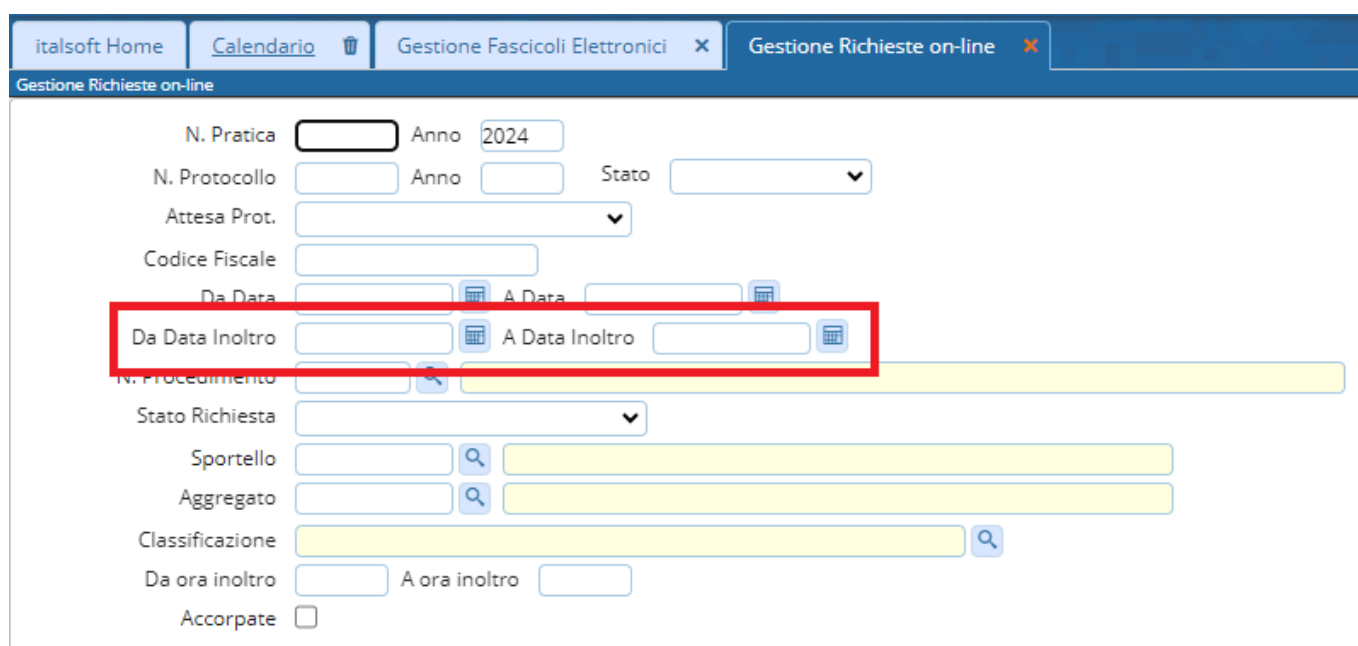 italsoft Home Calendario Gestione Fascicoli Elettronici Gestione Richieste on-line
Gestione Richieste on-line
N. Pratica Anno 2024
N. Protocollo Anno Stato
Attesa Prot.
Codice Fiscale
Da Data A Data
Da Data Inoltro A Data Inoltro
N. Procedimento
Stato Richiesta
Sportello
Aggregato
Classificazione
Da ora inoltro A ora inoltro
Accorpate